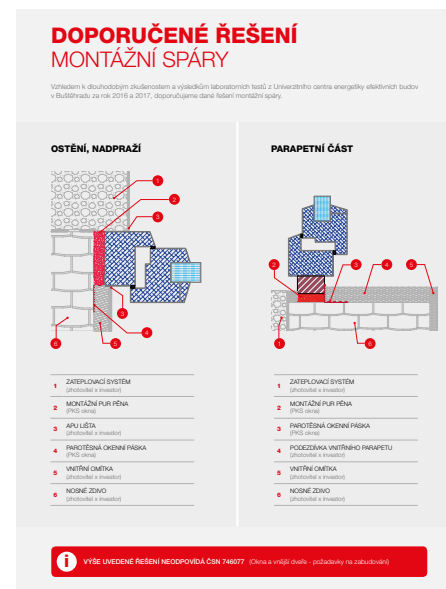 DOPORUČENÉ ŘEŠENÍ
MONTÁŽNÍ SPÁRY
Vzhledem k dlouhodobým zkušenostem a výsledkům laboratorních testů z Univerzitního centra energetiky efektivních budov
v Buštěhradu za rok 2016 a 2017, doporučujeme dané řešení montážní spáry.
OSTĚNÍ, NADPRAŽÍ
1
2
3
3
4
6
5
1 ZATEPLOVACÍ SYSTÉM
(zhotovitel x investor)
2 MONTÁŽNÍ PUR PĚNA
(PKS okna)
3 APU LIŠTA
(zhotovitel x investor)
4 PAROTĚSNÁ OKENNÍ PÁSKA
(PKS okna)
5 VNITŘNÍ OMÍTKA
(zhotovitel x investor)
6 NOSNÉ ZDIVO
(zhotovitel x investor)
PARAPETNÍ ČÁST
2
3
4
5
1
6
1 ZATEPLOVACÍ SYSTÉM
(zhotovitel x investor)
2 MONTÁŽNÍ PUR PĚNA
(PKS okna)
3 PAROTĚSNÁ OKENNÍ PÁSKA
(PKS okna)
4 PODEZDÍVKA VNITŘNÍHO PARAPETU
(zhotovitel x investor)
5 VNITŘNÍ OMÍTKA
(zhotovitel x investor)
6 NOSNÉ ZDIVO
(zhotovitel x investor)
i VÝŠE UVEDENÉ ŘEŠENÍ NEODPOVÍDÁ ČSN 746077 (Okna a vnější dveře - požadavky na zabudování)